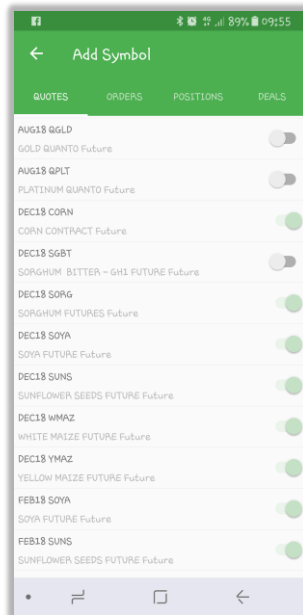 4G 89% 09:55
Add Symbol
QUOTES ORDERS POSITIONS DEALS
AUG18 QGLD
GOLD QUANTO Future
AUG18 QPLT
PLATINUM QUANTO Future
DEC18 CORN
CORN CONTRACT Future
DEC18 SGBT
SORGHUM BITTER - GH1 FUTURE Future
DEC18 SORG
SORGHUM FUTURES Future
DEC18 SOYA
SOYA FUTURE Future
DEC18 SUNS
SUNFLOWER SEEDS FUTURE Future
DEC18 WMAZ
WHITE MAIZE FUTURE Future
DEC18 YMAZ
YELLOW MAIZE FUTURE Future
FEB18 SOYA
SOYA FUTURE Future
FEB18 SUNS
SUNFLOWER SEEDS FUTURE Future